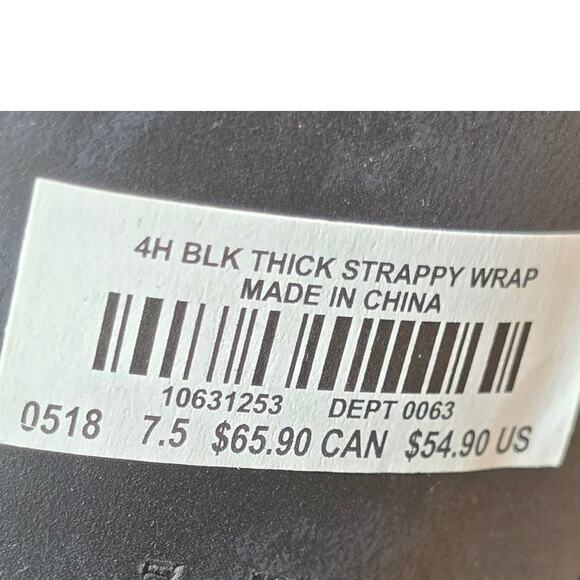 4H BLK THICK STRAPPY WRAP
MADE IN CHINA
10631253 DEPT 0063
0518 7.5 $65.90 CAN $54.90 US